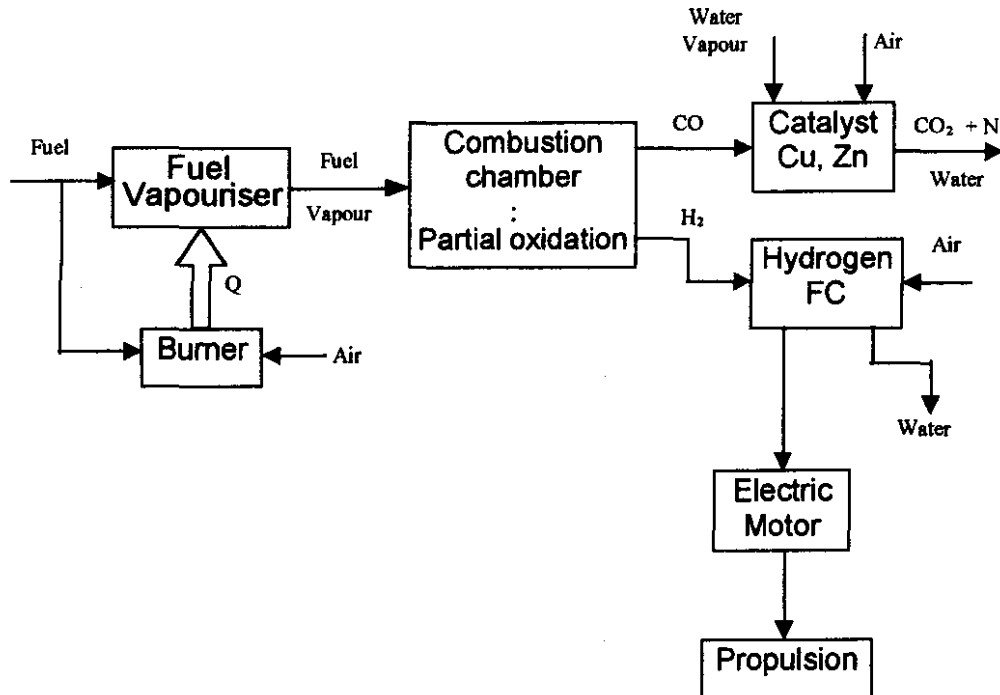 Water
Vapour
Air
Fuel
Fuel
Vapouriser
Fuel
Vapour
Combustion
chamber
:
Partial oxidation
CO
Catalyst
Cu, Zn
CO₂ + N
Water
H₂
Hydrogen
FC
Air
Q
Burner
Air
Water
Electric
Motor
Propulsion